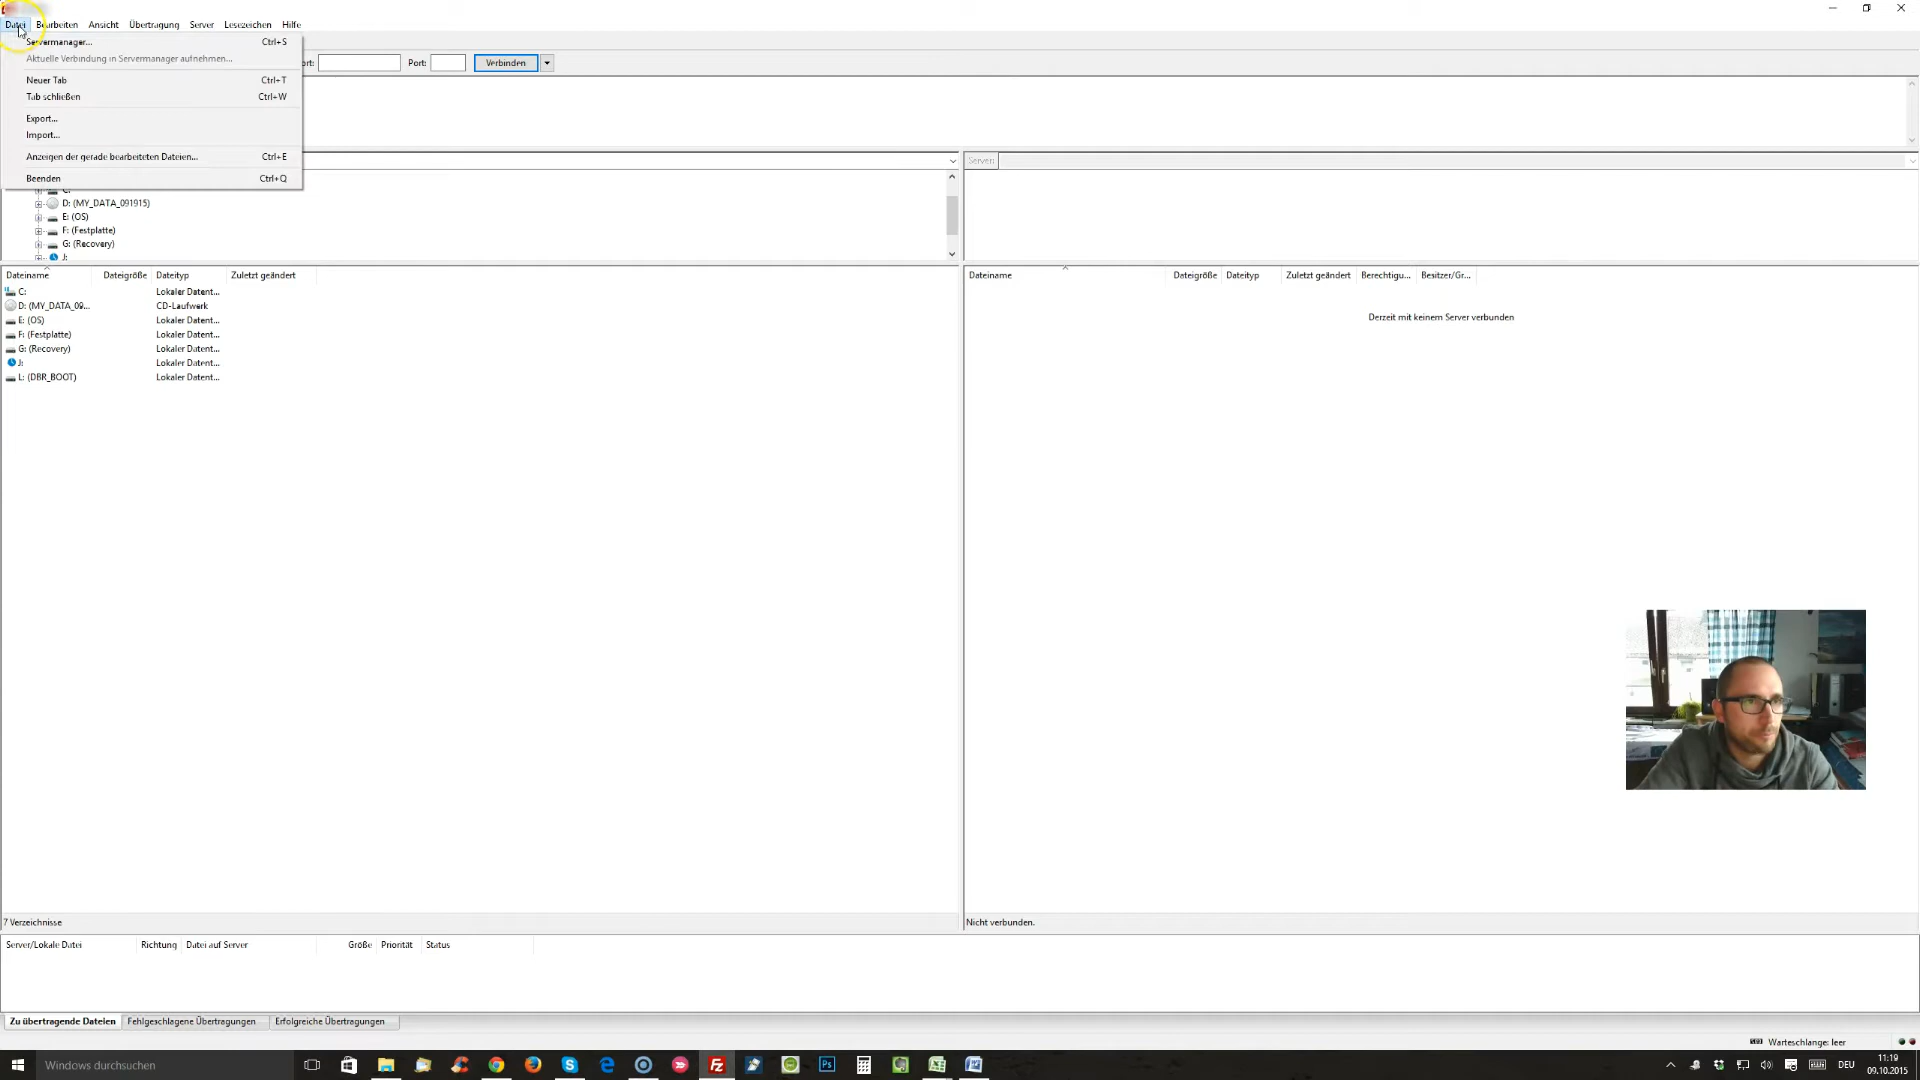 Datei Bearbeiten Ansicht Übertragung Server Lesezeichen Hilfe
Servermanager... Ctrl+S
Aktuelle Verbindung in Servermanager aufnehmen...
ort: Port: Verbinden
Neuer Tab Ctrl+T
Tab schließen Ctrl+W
Export...
Import...
Anzeigen der gerade bearbeiteten Dateien... Ctrl+E
Server:
Beenden Ctrl+Q
C:
D: (MY_DATA_091915)
E: (OS)
F: (Festplatte)
G: (Recovery)
J:
Dateiname Dateigröße Dateityp Zuletzt geändert
C: Lokaler Datent...
D: (MY_DATA_09... CD-Laufwerk
E: (OS) Lokaler Datent...
F: (Festplatte) Lokaler Datent...
G: (Recovery) Lokaler Datent...
J: Lokaler Datent...
L: (DBR_BOOT) Lokaler Datent...
Dateiname Dateigröße Dateityp Zuletzt geändert Berechtigu... Besitzer/Gr...
Derzeit mit keinem Server verbunden
7 Verzeichnisse
Nicht verbunden.
Server/Lokale Datei Richtung Datei auf Server Größe Priorität Status
Zu übertragende Dateien Fehlgeschlagene Übertragungen Erfolgreiche Übertragungen
Warteschlange: leer
Windows durchsuchen
Fz
Ps
DEU
11:19
09.10.2015